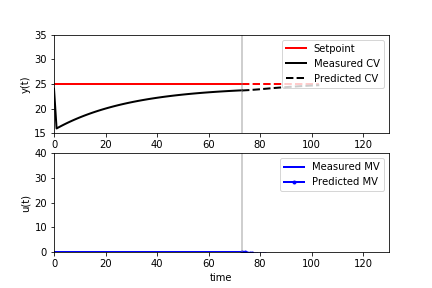 35
30
25
20
15
y(t)
Setpoint
Measured CV
Predicted CV
0 20 40 60 80 100 120
40
30
20
10
0
u(t)
Measured MV
Predicted MV
0 20 40 60 80 100 120
time